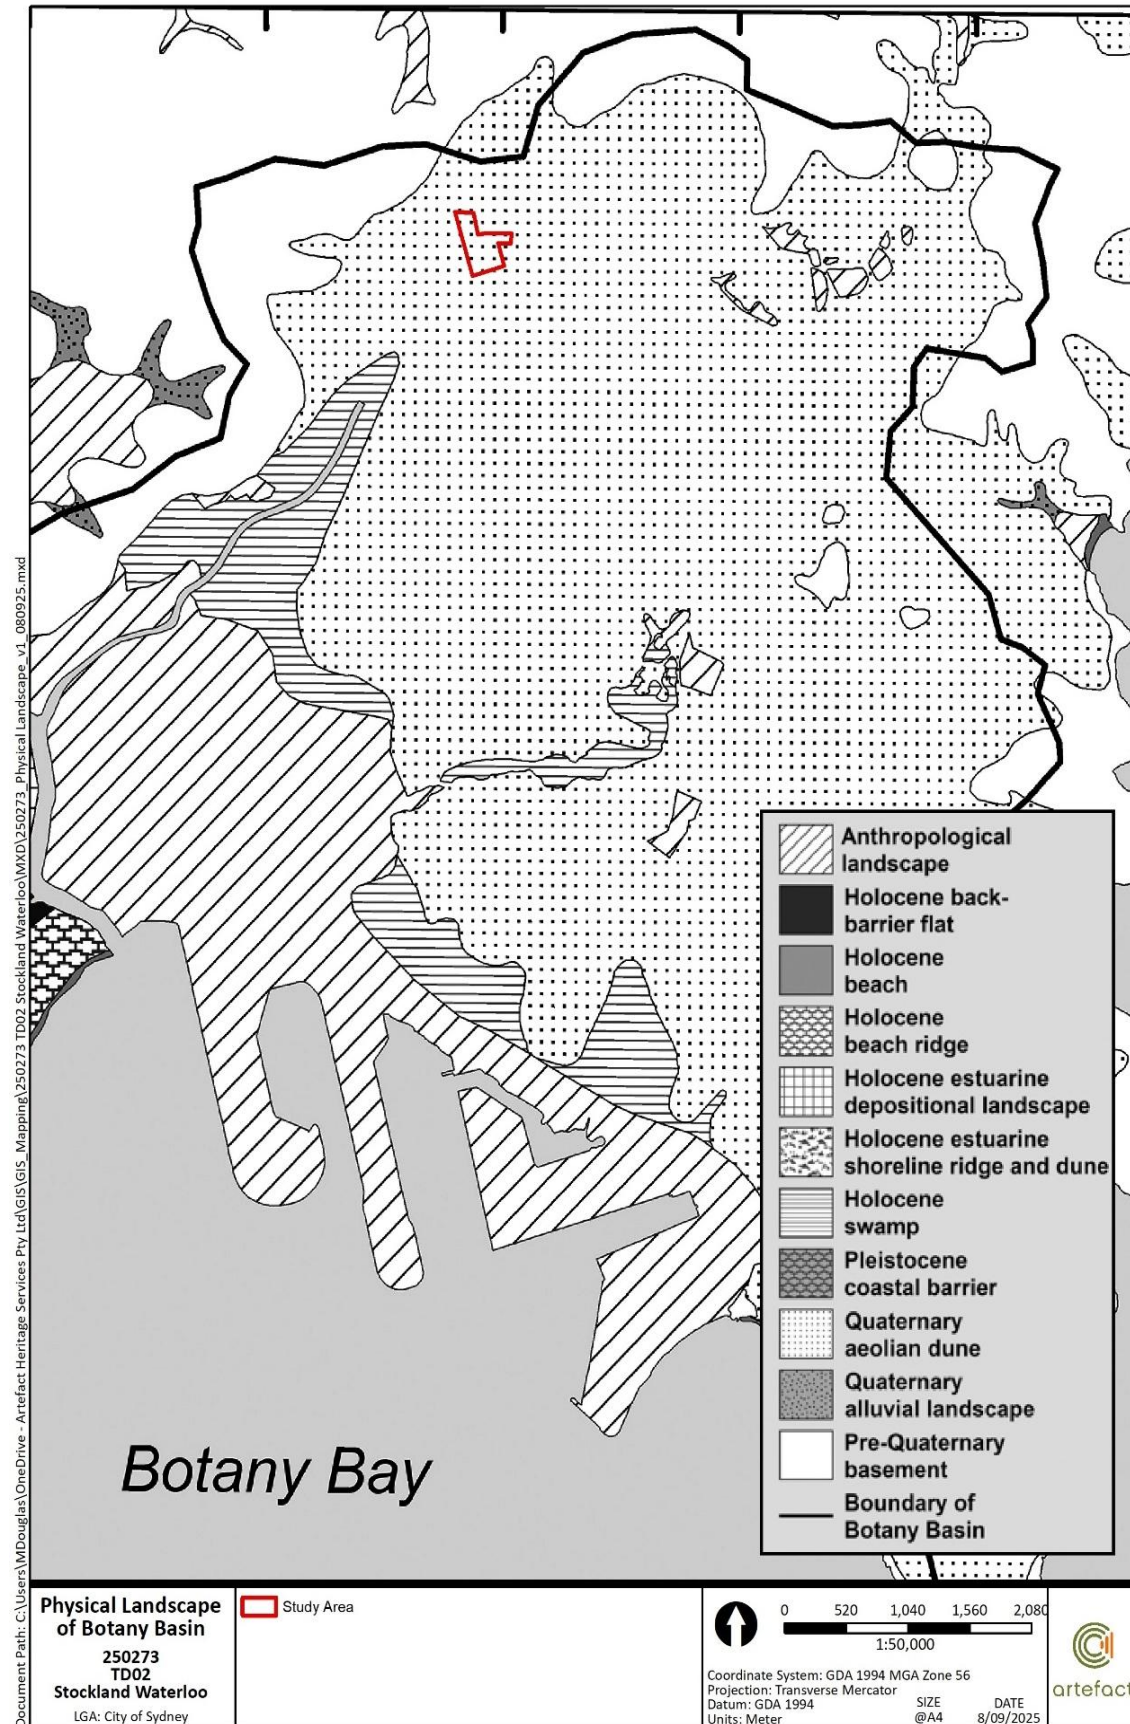 Document Path: C:\Users\MDouglas\OneDrive - Artefact Heritage Services Pty Ltd\GIS\GIS_Mapping\250273 TD02 Stockland Waterloo\MXD\250273_Physical Landscape_v1_080925.mxd
Anthropological
landscape
Holocene back-
barrier flat
Holocene
beach
Holocene
beach ridge
Holocene estuarine
depositional landscape
Holocene estuarine
shoreline ridge and dune
Holocene
swamp
Pleistocene
coastal barrier
Quaternary
aeolian dune
Quaternary
alluvial landscape
Pre-Quaternary
basement
Boundary of
Botany Basin
Botany Bay
Physical Landscape
of Botany Basin
250273
TD02
Stockland Waterloo
LGA: City of Sydney
Study Area
0 520 1,040 1,560 2,080
1:50,000
Coordinate System: GDA 1994 MGA Zone 56
Projection: Transverse Mercator
Datum: GDA 1994
Units: Meter
SIZE
@A4
DATE
8/09/2025
artefact